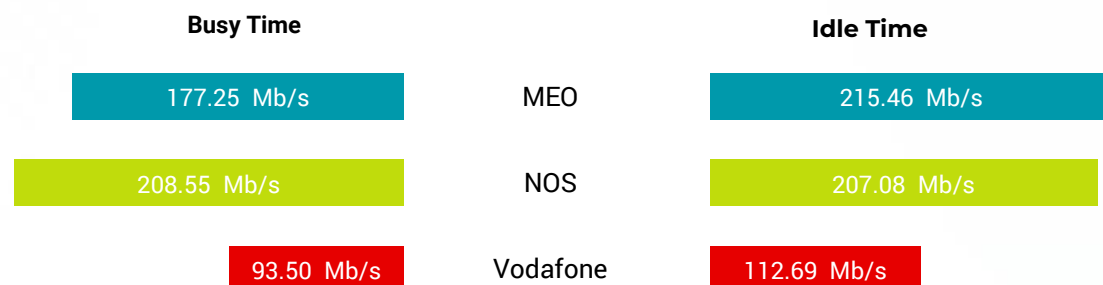 Busy Time Idle Time
177.25 Mb/s MEO 215.46 Mb/s
208.55 Mb/s NOS 207.08 Mb/s
93.50 Mb/s Vodafone 112.69 Mb/s